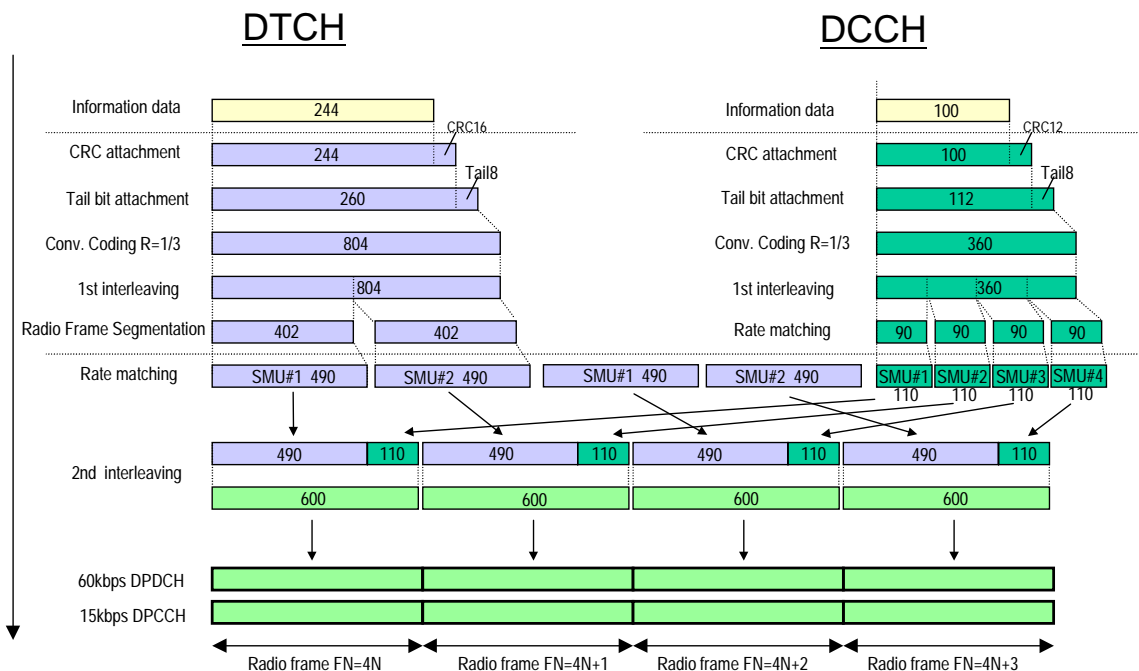 DTCH DCCH
Information data 244 Information data 100
CRC16 CRC12
CRC attachment 244 CRC attachment 100
Tail8 Tail8
Tail bit attachment 260 Tail bit attachment 112
Conv. Coding R=1/3 804 Conv. Coding R=1/3 360
1st interleaving 804 1st interleaving 360
Radio Frame Segmentation 402 402 Rate matching 90 90 90 90
Rate matching SMU#1 490 SMU#2 490 SMU#1 490 SMU#2 490 SMU#1 SMU#2 SMU#3 SMU#4
110 110 110 110
490 110 490 110 490 110 490 110
2nd interleaving
600 600 600 600
60kbps DPDCH
15kbps DPCCH
Radio frame FN=4N Radio frame FN=4N+1 Radio frame FN=4N+2 Radio frame FN=4N+3